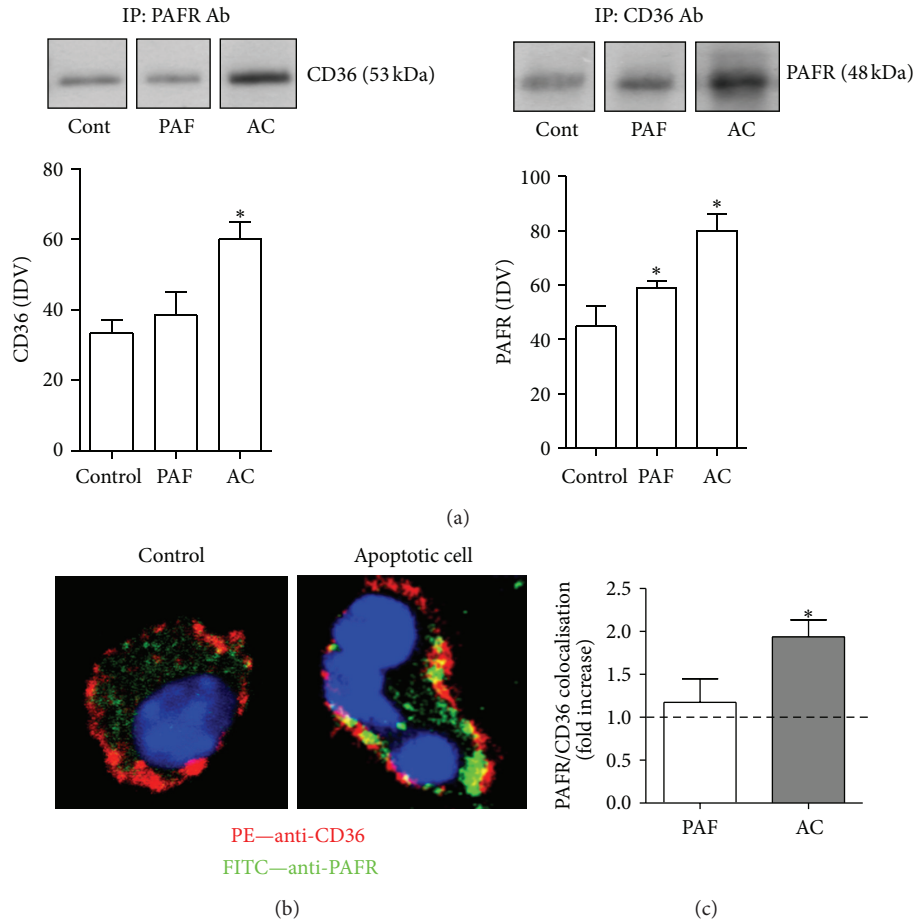 IP: PAFR Ab
CD36 (53 kDa)
Cont PAF AC
80
60
40
20
0
CD36 (IDV)
*
Control PAF AC
IP: CD36 Ab
PAFR (48 kDa)
Cont PAF AC
100
80
60
40
20
0
PAFR (IDV)
* *
Control PAF AC
(a)
Control Apoptotic cell
PE—anti-CD36
FITC—anti-PAFR
(b)
2.5
2.0
1.5
1.0
0.5
0.0
PAFR/CD36 colocalisation
(fold increase)
*
PAF AC
(c)